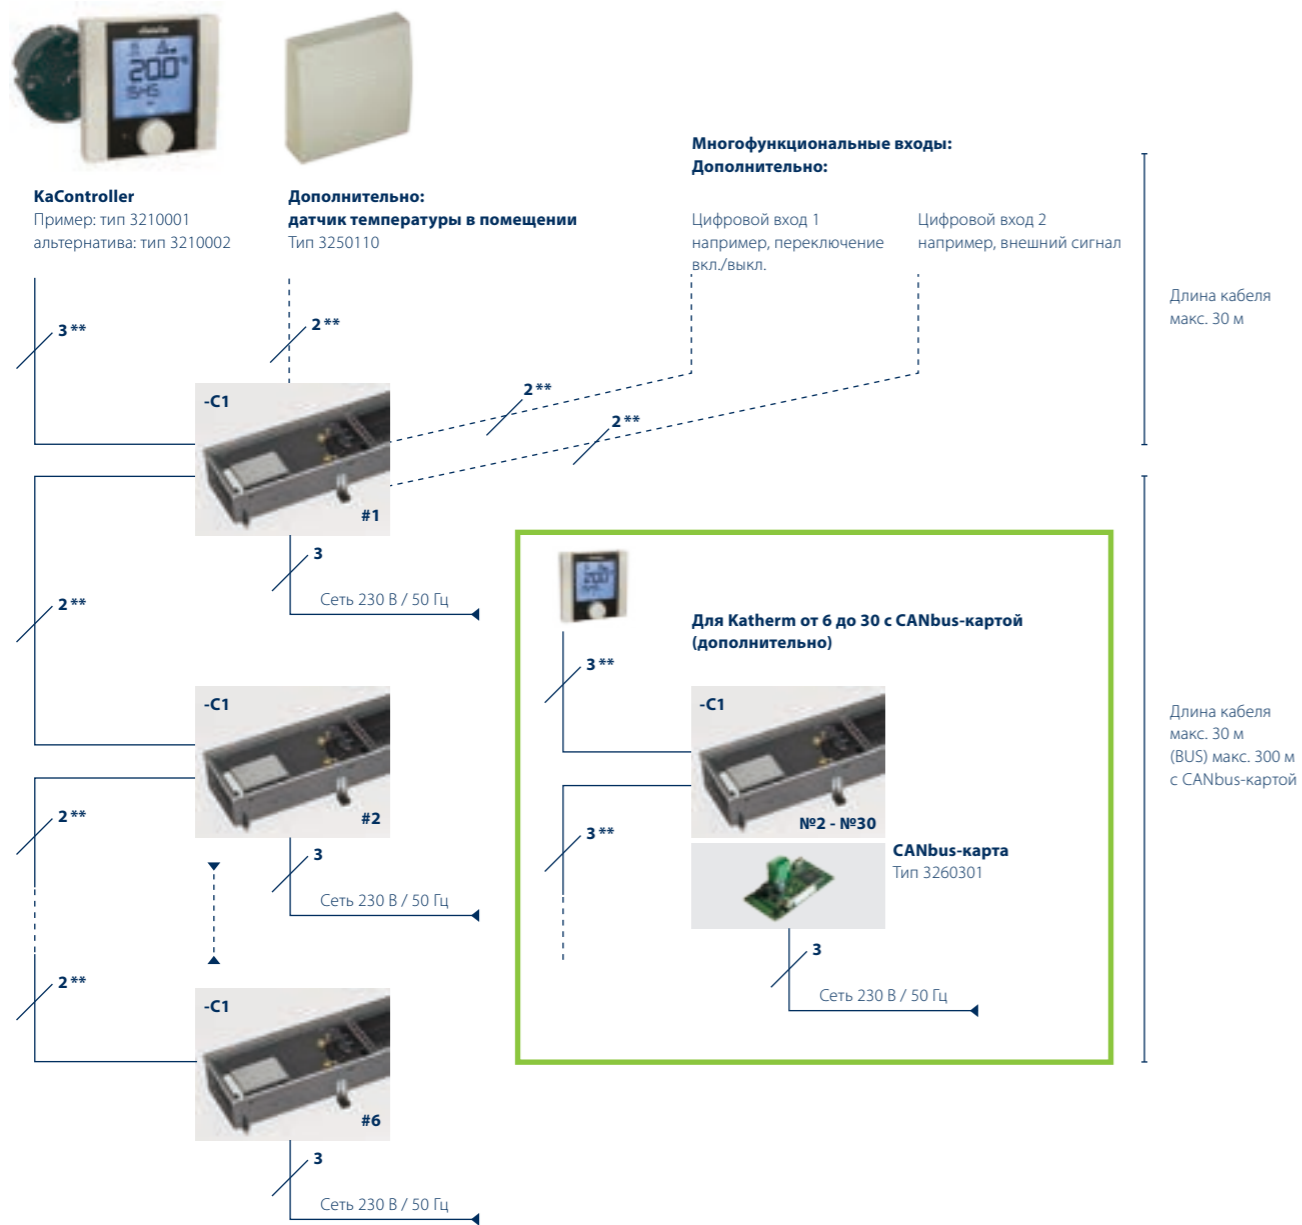 KaController
Пример: тип 3210001
альтернатива: тип 3210002
Дополнительно:
датчик температуры в помещении
Тип 3250110
Многофункциональные входы:
Дополнительно:
Цифровой вход 1
например, переключение
вкл./выкл.
Цифровой вход 2
например, внешний сигнал
Длина кабеля
макс. 30 м
3 **
2 **
2 **
2 **
-C1
#1
3
Сеть 230 В / 50 Гц
2 **
-C1
#2
3
Сеть 230 В / 50 Гц
2 **
2 **
-C1
#6
3
Сеть 230 В / 50 Гц
Для Katherm от 6 до 30 с CANbus-картой
(дополнительно)
3 **
-C1
№2 - №30
3 **
CANbus-карта
Тип 3260301
3
Сеть 230 В / 50 Гц
Длина кабеля
макс. 30 м
(BUS) макс. 300 м
с CANbus-картой